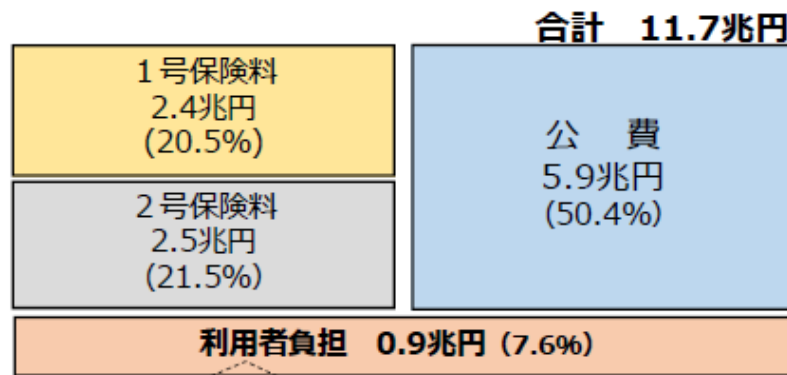 合計 11.7兆円
1号保険料
2.4兆円
(20.5%)
公 費
5.9兆円
(50.4%)
2号保険料
2.5兆円
(21.5%)
利用者負担 0.9兆円 (7.6%)